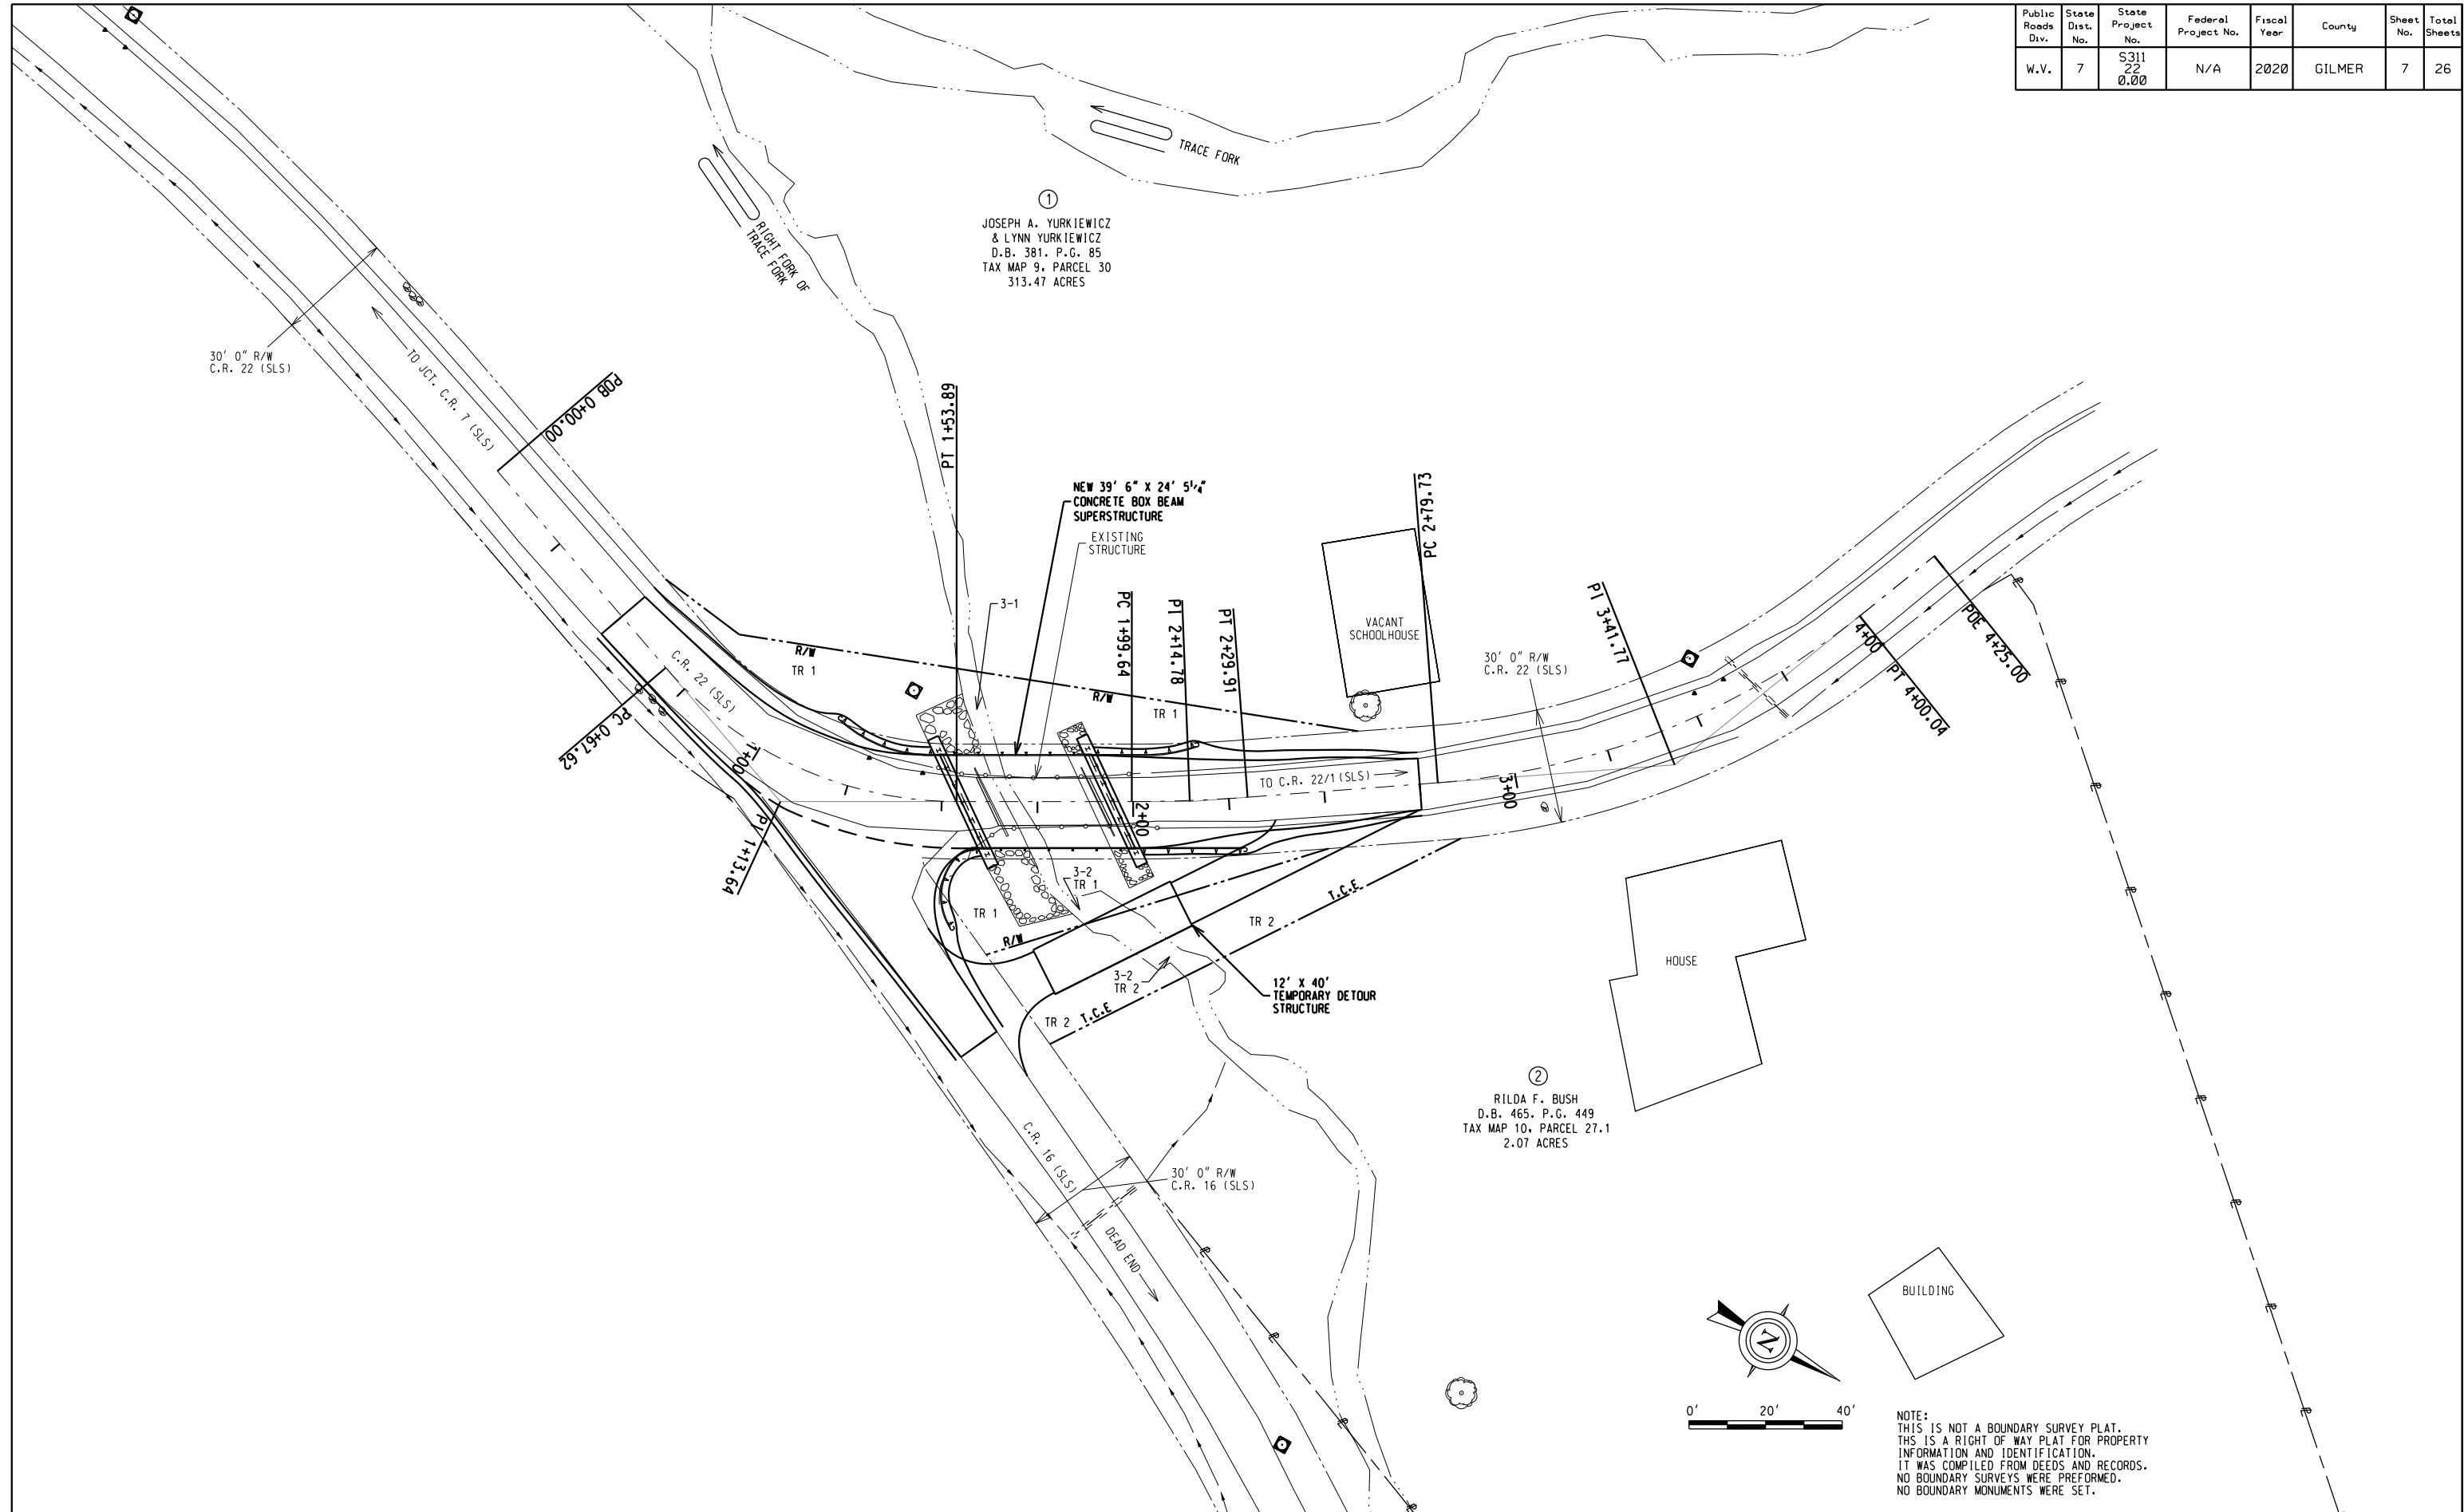 Public Roads Div.
State Dist. No.
State Project No.
Federal Project No.
Fiscal Year
County
Sheet No.
Total Sheets
W.V.
7
S311
22
0.00
N/A
2020
GILMER
7
26
TRACE FORK
RIGHT FORK OF
TRACE FORK
1
JOSEPH A. YURKIEWICZ
& LYNN YURKIEWICZ
D.B. 381, P.G. 85
TAX MAP 9, PARCEL 30
313.47 ACRES
30' 0" R/W
C.R. 22 (SLS)
TO JCT. C.R. 7 (SLS)
POB 0+00.00
PT 1+53.89
NEW 39' 6" X 24' 5 1/4"
CONCRETE BOX BEAM
SUPERSTRUCTURE
EXISTING
STRUCTURE
3-1
PC 1+99.64
PI 2+14.78
PT 2+29.91
PC 2+79.73
VACANT
SCHOOLHOUSE
PI 3+41.77
30' 0" R/W
C.R. 22 (SLS)
4+00
PT 4+00.04
POE 4+25.00
R/W
TR 1
R/W
TR 1
C.R. 22 (SLS)
PC 0+67.62
1+00
PI 1+13.64
TO C.R. 22/1 (SLS)
2+00
3+00
3-2
TR 1
TR 1
R/W
TR 2
T.C.E
3-2
TR 2
12' X 40'
TEMPORARY DETOUR
STRUCTURE
TR 2
T.C.E
HOUSE
2
RILDA F. BUSH
D.B. 465, P.G. 449
TAX MAP 10, PARCEL 27.1
2.07 ACRES
C.R. 16 (SLS)
30' 0" R/W
C.R. 16 (SLS)
DEAD END
BUILDING
N
0'
20'
40'
NOTE:
THIS IS NOT A BOUNDARY SURVEY PLAT.
THS IS A RIGHT OF WAY PLAT FOR PROPERTY
INFORMATION AND IDENTIFICATION.
IT WAS COMPILED FROM DEEDS AND RECORDS.
NO BOUNDARY SURVEYS WERE PREFORMED.
NO BOUNDARY MONUMENTS WERE SET.